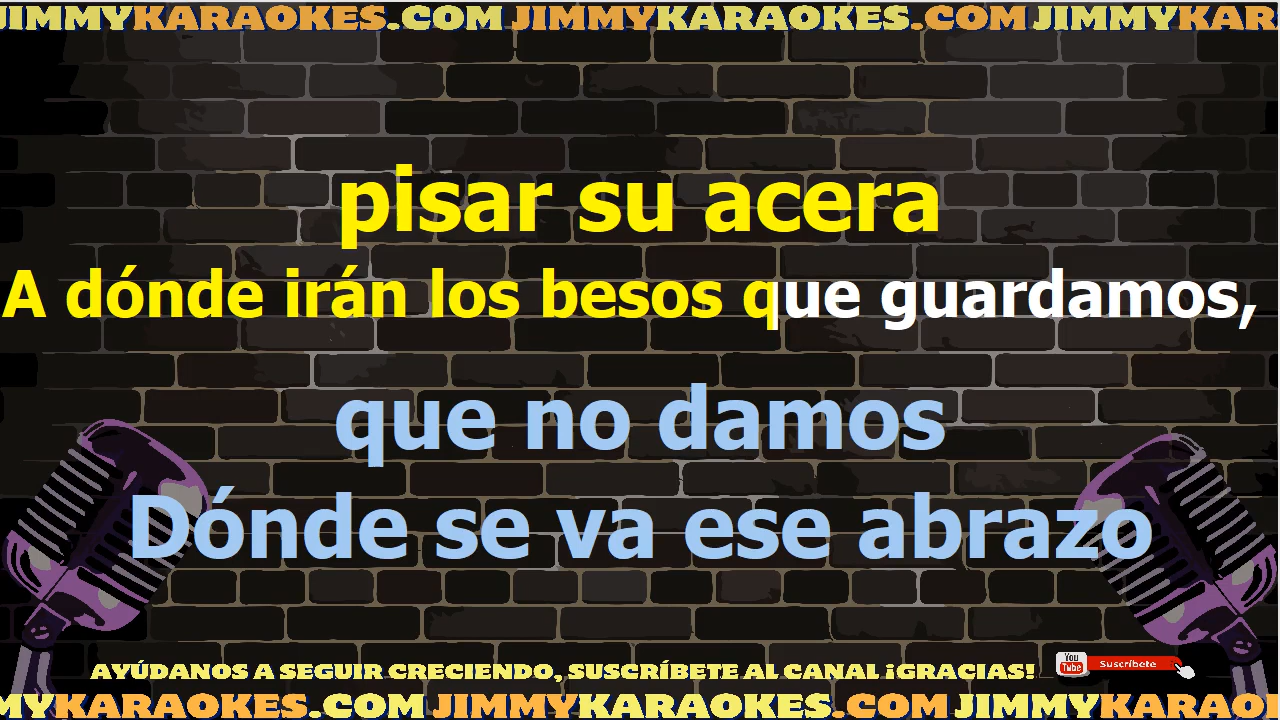 JIMMYKARAOKES.COM JIMMYKARAOKES.COM JIMMYKAR
pisar su acera
A dónde irán los besos que guardamos,
que no damos
Dónde se va ese abrazo
AYÚDANOS A SEGUIR CRECIENDO, SUSCRÍBETE AL CANAL ¡GRACIAS!
You Tube Suscríbete
MYKARAOKES.COM JIMMYKARAOKES.COM JIMMYKARAO